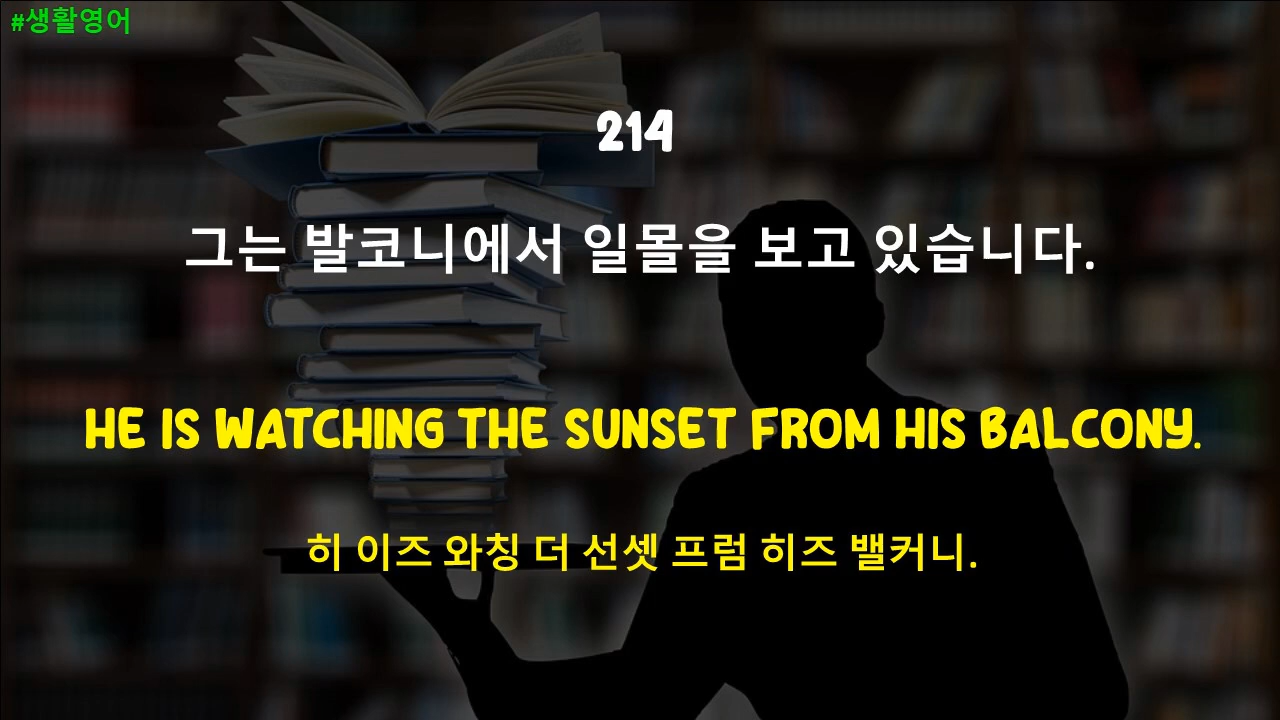 #생활영어
214
그는 발코니에서 일몰을 보고 있습니다.
HE IS WATCHING THE SUNSET FROM HIS BALCONY.
히 이즈 와칭 더 선셋 프럼 히즈 밸커니.